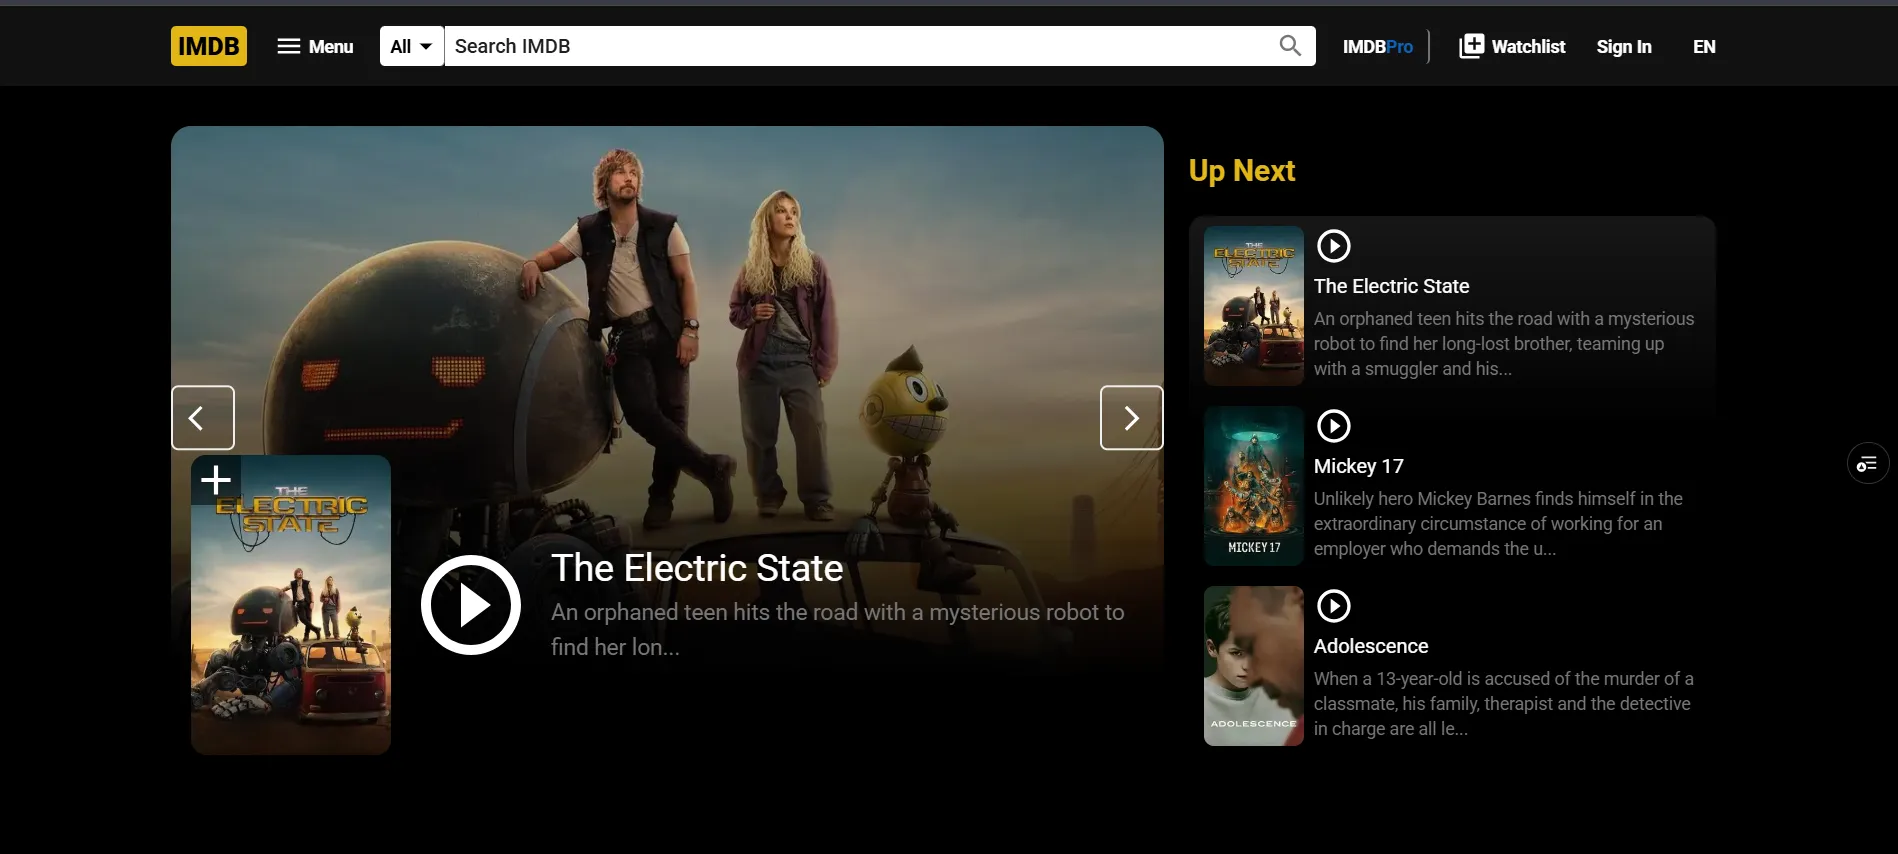 IMDB
Menu
All
Search IMDB
IMDBPro
Watchlist
Sign In
EN
THE
ELECTRIC
STATE
The Electric State
An orphaned teen hits the road with a mysterious robot to
find her lon...
Up Next
THE
ELECTRIC
STATE
The Electric State
An orphaned teen hits the road with a mysterious
robot to find her long-lost brother, teaming up
with a smuggler and his...
MICKEY 17
Mickey 17
Unlikely hero Mickey Barnes finds himself in the
extraordinary circumstance of working for an
employer who demands the u...
ADOLESCENCE
Adolescence
When a 13-year-old is accused of the murder of a
classmate, his family, therapist and the detective
in charge are all le...